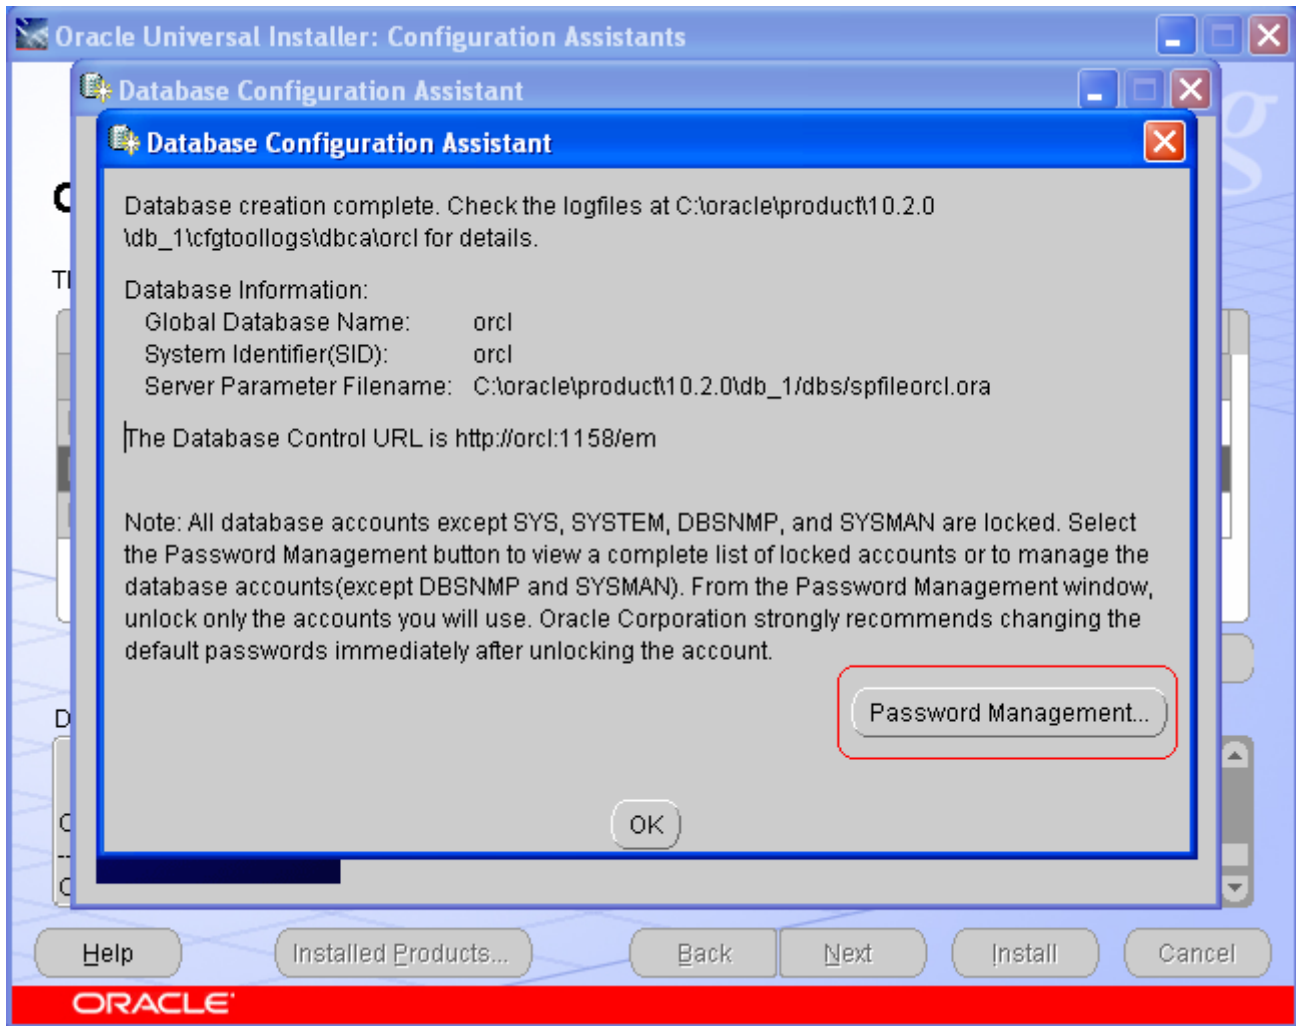 Oracle Universal Installer: Configuration Assistants
Database Configuration Assistant
Database Configuration Assistant
Database creation complete. Check the logfiles at C:\oracle\product\10.2.0
\db_1\cfgtoollogs\dbca\orcl for details.
Database Information:
Global Database Name: orcl
System Identifier(SID): orcl
Server Parameter Filename: C:\oracle\product\10.2.0\db_1/dbs/spfileorcl.ora
The Database Control URL is http://orcl:1158/em
Note: All database accounts except SYS, SYSTEM, DBSNMP, and SYSMAN are locked. Select
the Password Management button to view a complete list of locked accounts or to manage the
database accounts(except DBSNMP and SYSMAN). From the Password Management window,
unlock only the accounts you will use. Oracle Corporation strongly recommends changing the
default passwords immediately after unlocking the account.
Password Management...
OK
Help Installed Products... Back Next Install Cancel
ORACLE